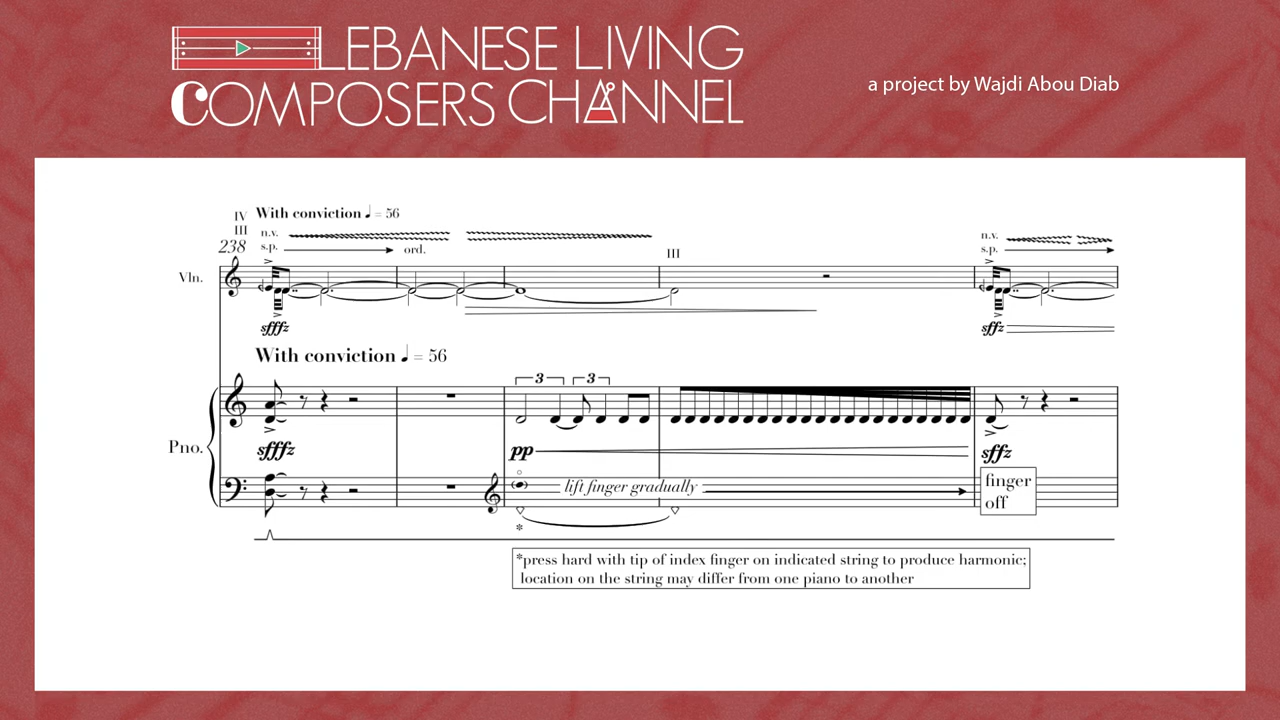 LEBANESE LIVING
COMPOSERS CHANNEL
a project by Wajdi Abou Diab
IV With conviction ♩ = 56
III
n.v.
n.v.
238 s.p. ord. s.p.
III
Vln.
sfffz sffz
With conviction ♩ = 56
3 3
Pno.
sfffz pp sffz
lift finger gradually
finger
off
*
*press hard with tip of index finger on indicated string to produce harmonic;
location on the string may differ from one piano to another